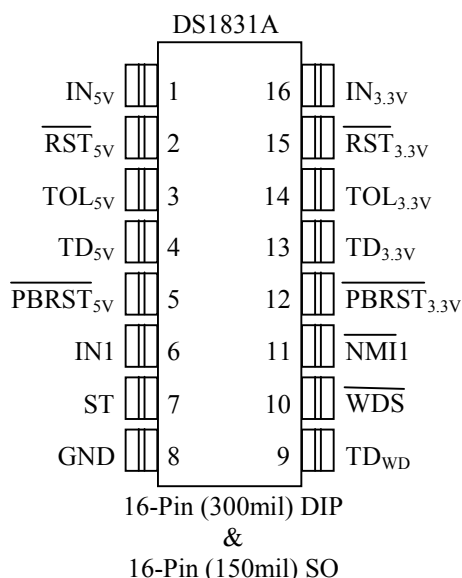 DS1831A
IN5V 1 16 IN3.3V
RST5V 2 15 RST3.3V
TOL5V 3 14 TOL3.3V
TD5V 4 13 TD3.3V
PBRST5V 5 12 PBRST3.3V
IN1 6 11 NMI1
ST 7 10 WDS
GND 8 9 TDWD
16-Pin (300mil) DIP
&
16-Pin (150mil) SO